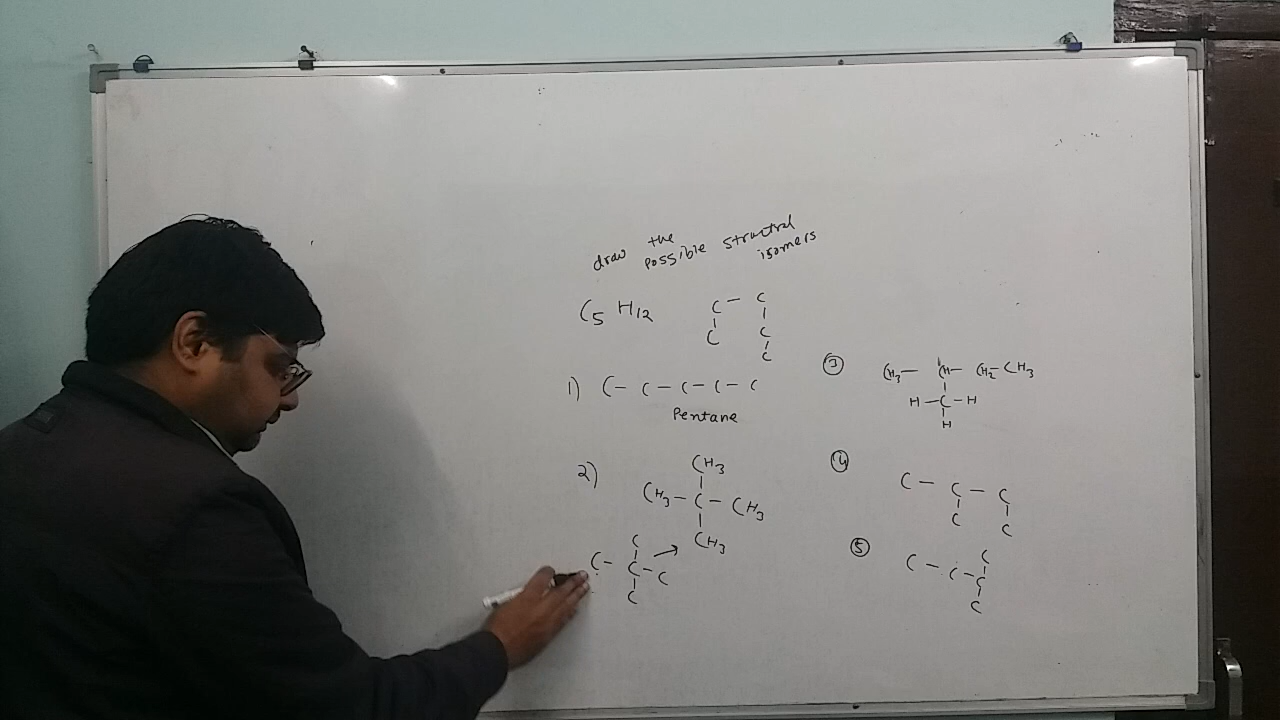 draw the possible structral isomers
C5 H12
C – C
C C
C
1) C – C – C – C – C
Pentane
2)
CH3
CH3 – C – CH3
CH3
C
C – C – C
C
3
CH3 – CH – CH2 – CH3
H – C – H
H
4
C – C – C
C C
5
C
C – C – C
C